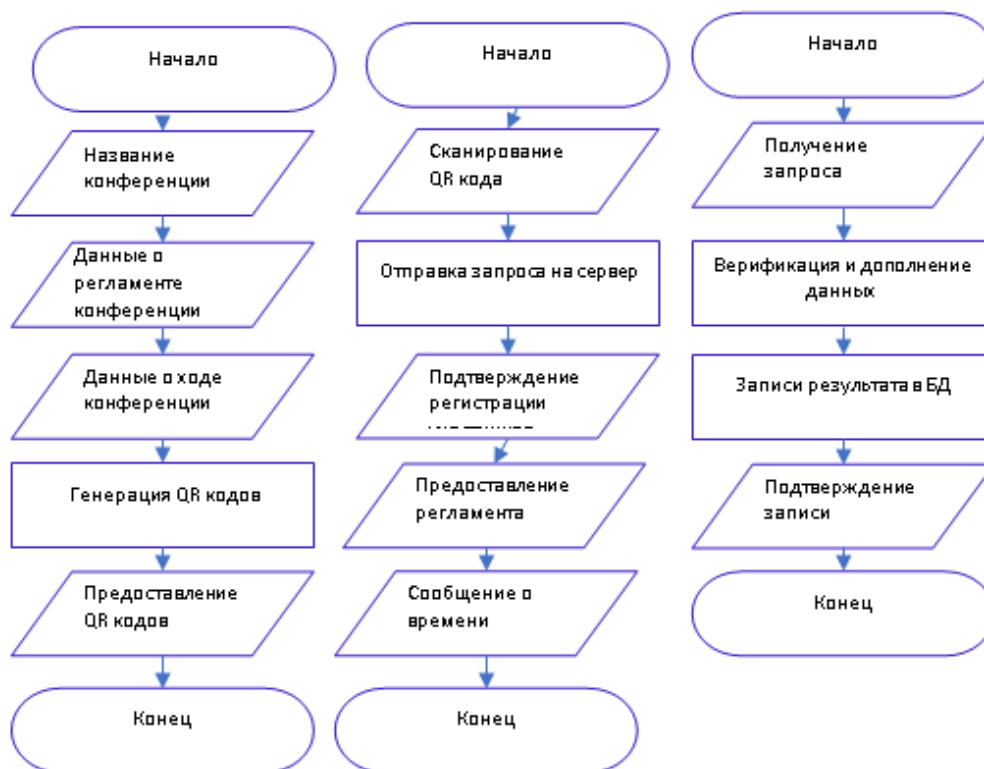 Начало
Название
конференции
Данные о
регламенте
конференции
Данные о ходе
конференции
Генерация QR кодов
Предоставление
QR кодов
Конец
Начало
Сканирование
QR кода
Отправка запроса на сервер
Подтверждение
регистрации
Предоставление
регламента
Сообщение о
времени
Конец
Начало
Получение
запроса
Верификация и дополнение
данных
Записи результата в БД
Подтверждение
записи
Конец